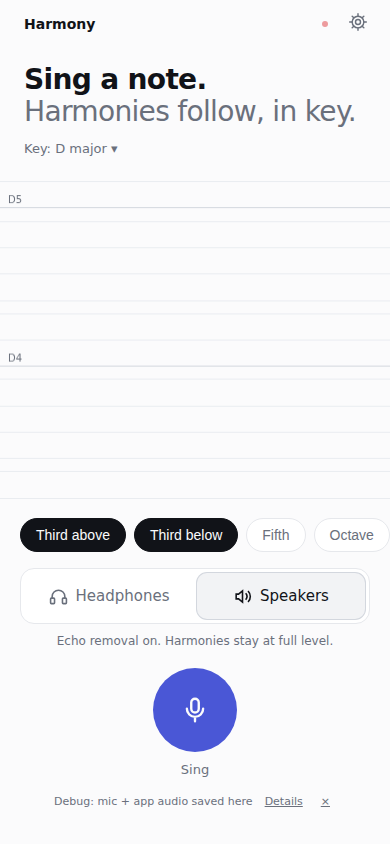 Harmony
Sing a note.
Harmonies follow, in key.
Key: D major ▾
D5
D4
Third above Third below Fifth Octave
Headphones Speakers
Echo removal on. Harmonies stay at full level.
Sing
Debug: mic + app audio saved here Details ×